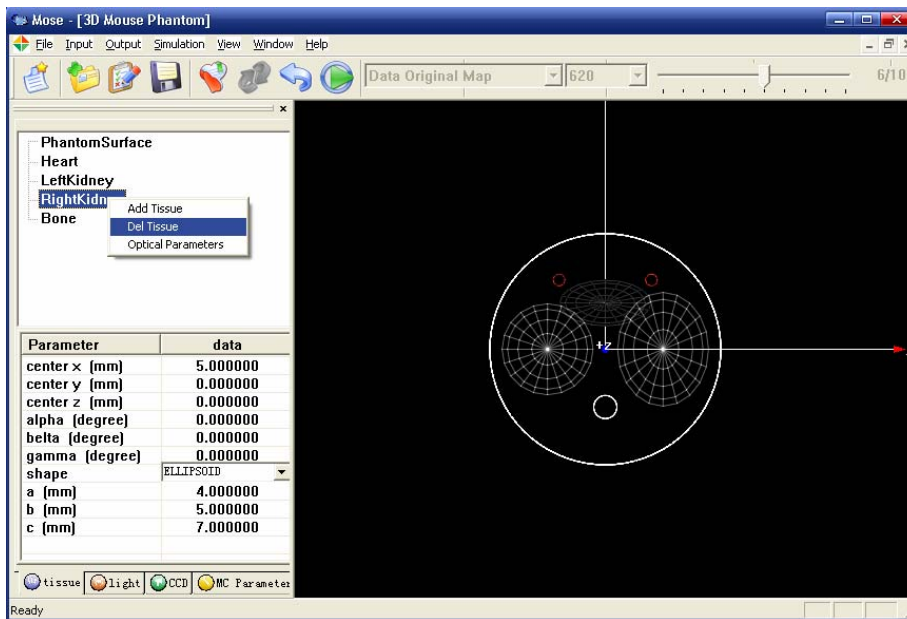 Mose - [3D Mouse Phantom]
File Input Output Simulation View Window Help
Data Original Map 620 6/10
PhantomSurface
Heart
LeftKidney
RightKidn
Bone
Add Tissue
Del Tissue
Optical Parameters
Parameter data
center x (mm) 5.000000
center y (mm) 0.000000
center z (mm) 0.000000
alpha (degree) 0.000000
belta (degree) 0.000000
gamma (degree) 0.000000
shape ELLIPSOID
a (mm) 4.000000
b (mm) 5.000000
c (mm) 7.000000
+z
tissue light CCD MC Parameter
Ready